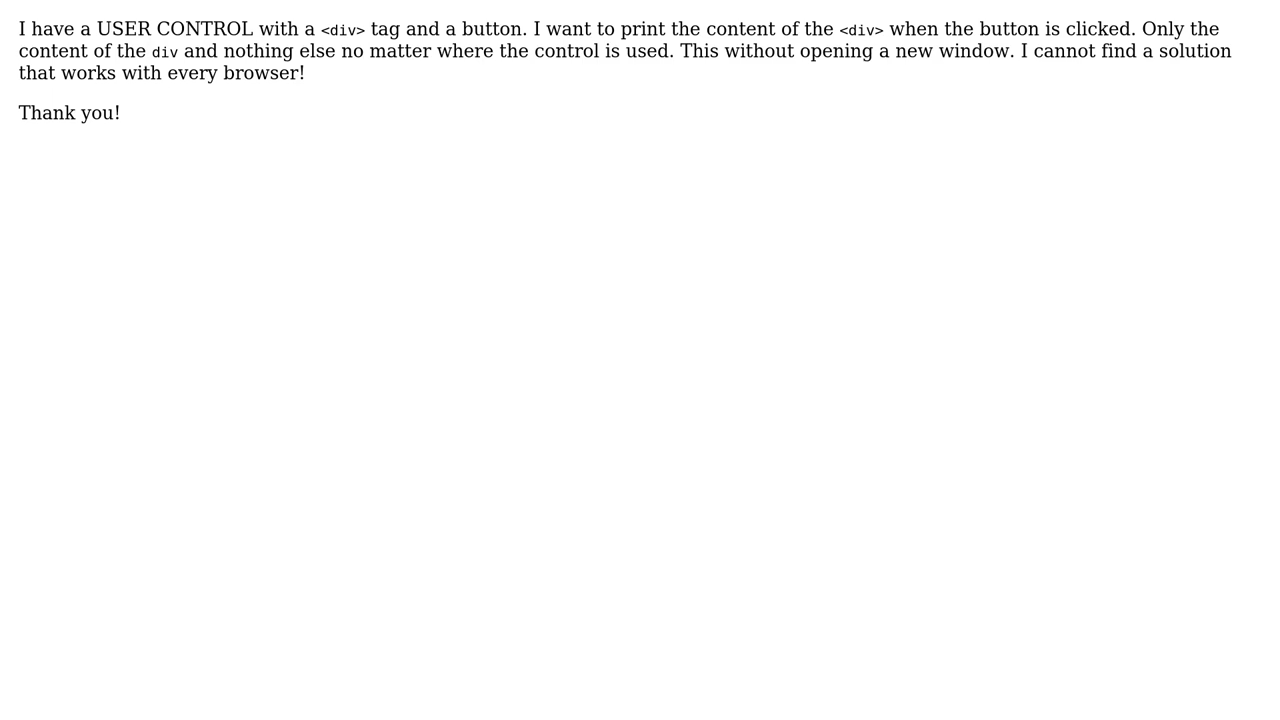 I have a USER CONTROL with a <div> tag and a button. I want to print the content of the <div> when the button is clicked. Only the
content of the div and nothing else no matter where the control is used. This without opening a new window. I cannot find a solution
that works with every browser!
Thank you!